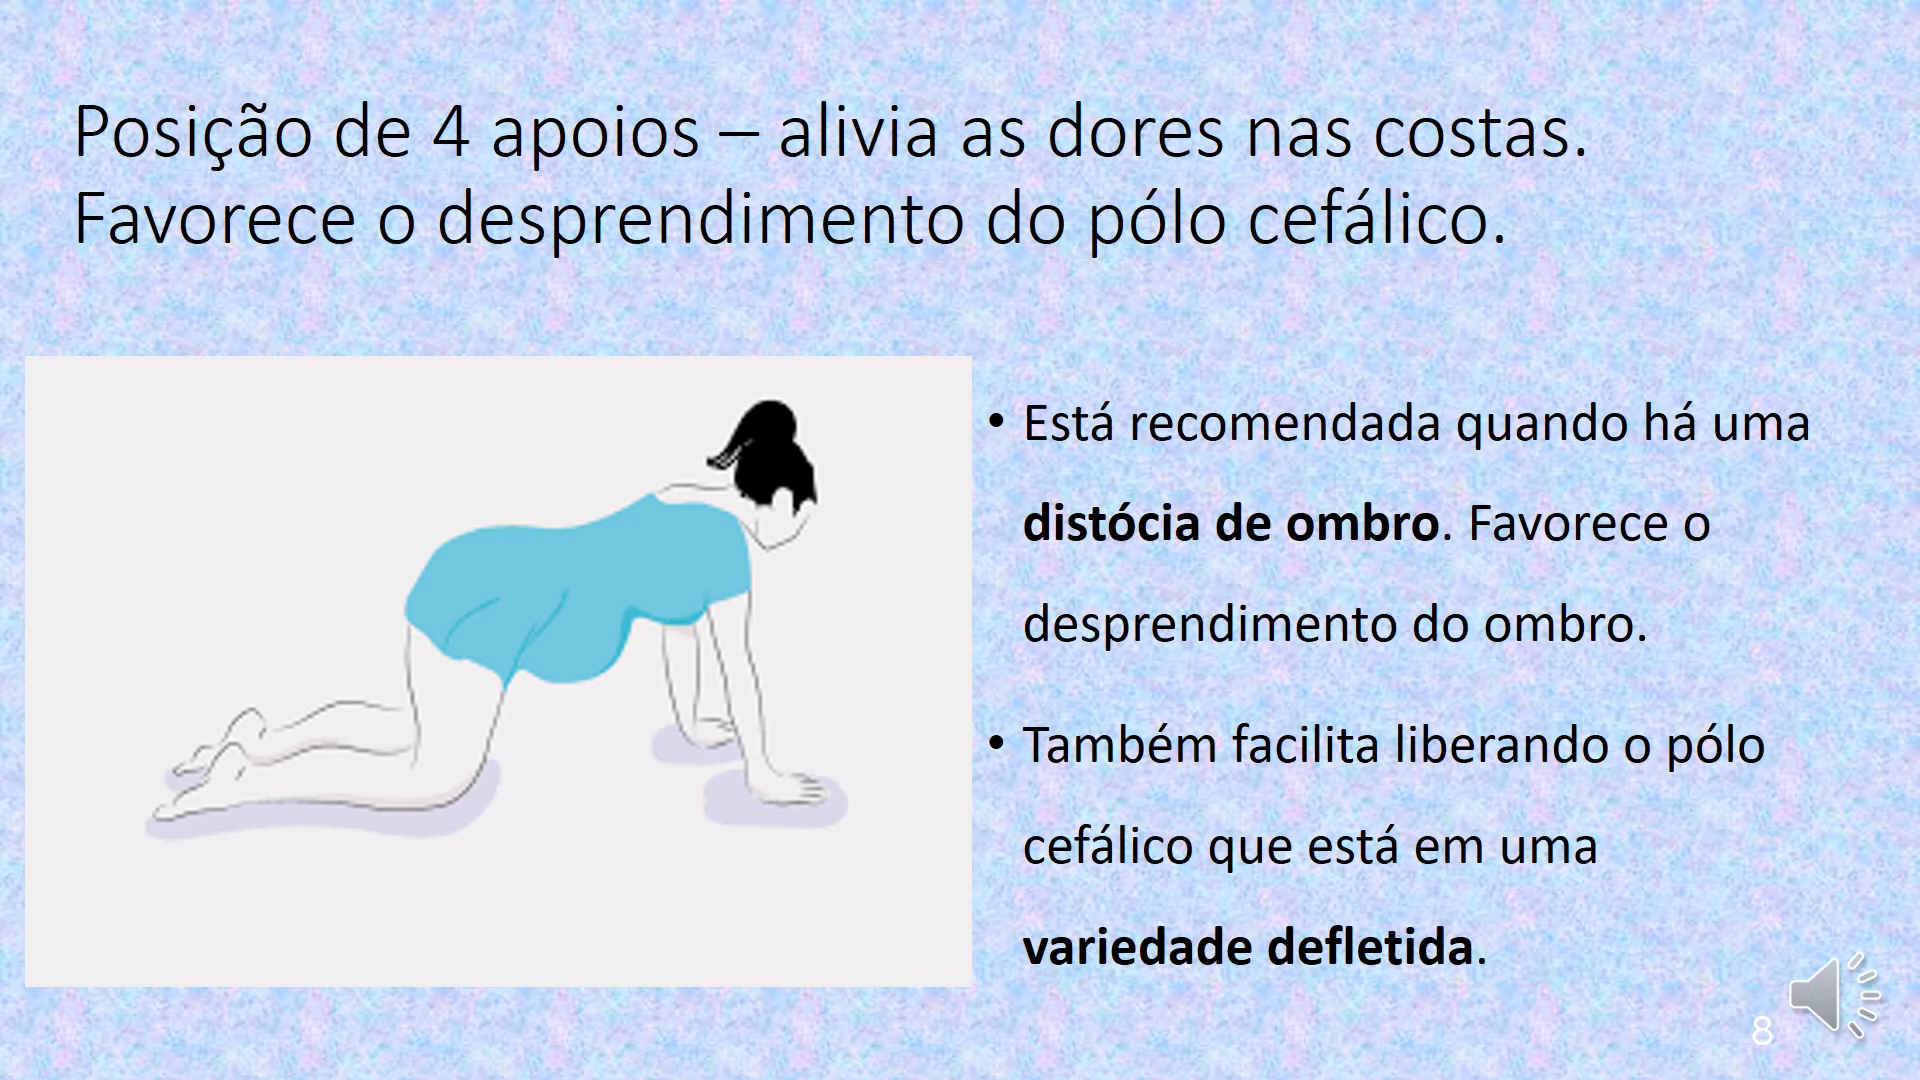 Posição de 4 apoios – alivia as dores nas costas.
Favorece o desprendimento do pólo cefálico.
• Está recomendada quando há uma
distócia de ombro. Favorece o
desprendimento do ombro.
• Também facilita liberando o pólo
cefálico que está em uma
variedade defletida.
8